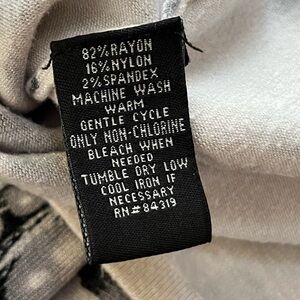 82%RAYON
16%NYLON
2%SPANDEX
MACHINE WASH
WARM
GENTLE CYCLE
ONLY NON-CHLORINE
BLEACH WHEN
NEEDED
TUMBLE DRY LOW
COOL IRON IF
NECESSARY
RN#84319